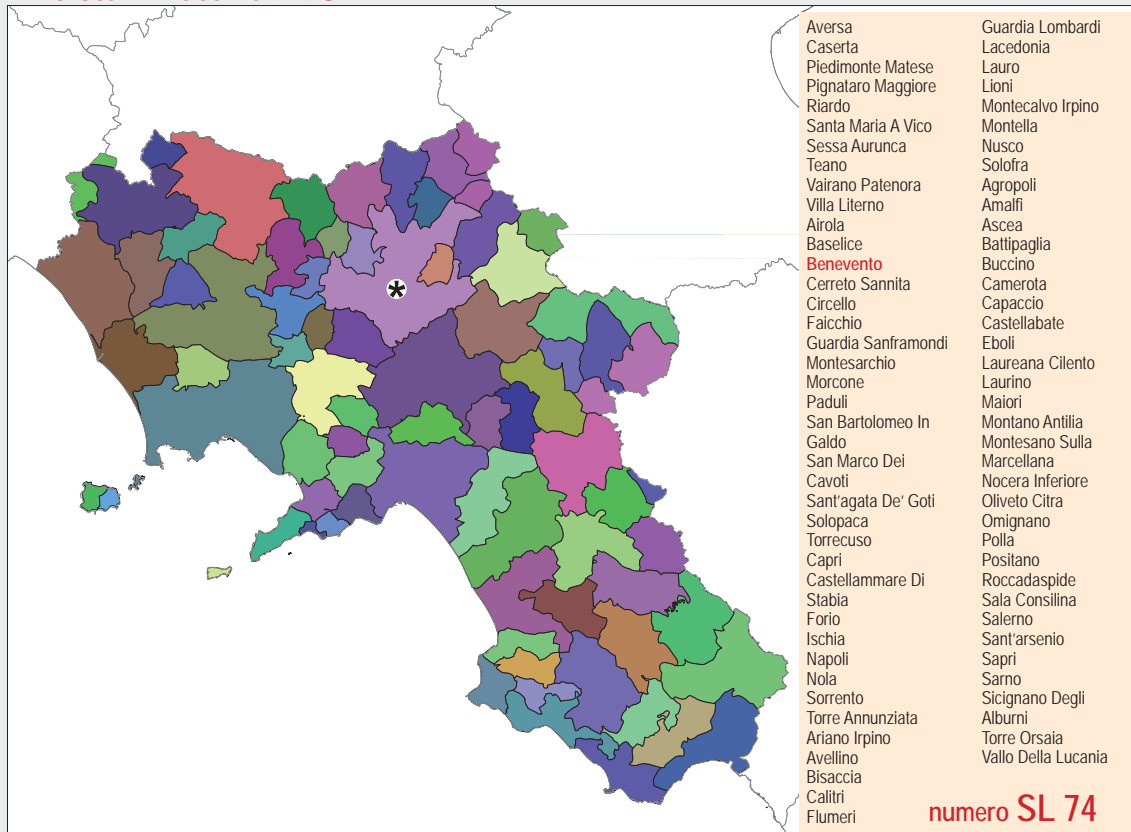 Aversa
Caserta
Piedimonte Matese
Pignataro Maggiore
Riardo
Santa Maria A Vico
Sessa Aurunca
Teano
Vairano Patenora
Villa Literno
Airola
Baselice
Benevento
Cerreto Sannita
Circello
Faicchio
Guardia Sanframondi
Montesarchio
Morcone
Paduli
San Bartolomeo In
Galdo
San Marco Dei
Cavoti
Sant'agata De' Goti
Solopaca
Torrecuso
Capri
Castellammare Di
Stabia
Forio
Ischia
Napoli
Nola
Sorrento
Torre Annunziata
Ariano Irpino
Avellino
Bisaccia
Calitri
Flumeri
Guardia Lombardi
Lacedonia
Lauro
Lioni
Montecalvo Irpino
Montella
Nusco
Solofra
Agropoli
Amalfi
Ascea
Battipaglia
Buccino
Camerota
Capaccio
Castellabate
Eboli
Laureana Cilento
Laurino
Maiori
Montano Antilia
Montesano Sulla
Marcellana
Nocera Inferiore
Oliveto Citra
Omignano
Polla
Positano
Roccadaspide
Sala Consilina
Salerno
Sant'arsenio
Sapri
Sarno
Sicignano Degli
Alburni
Torre Orsaia
Vallo Della Lucania
numero SL 74